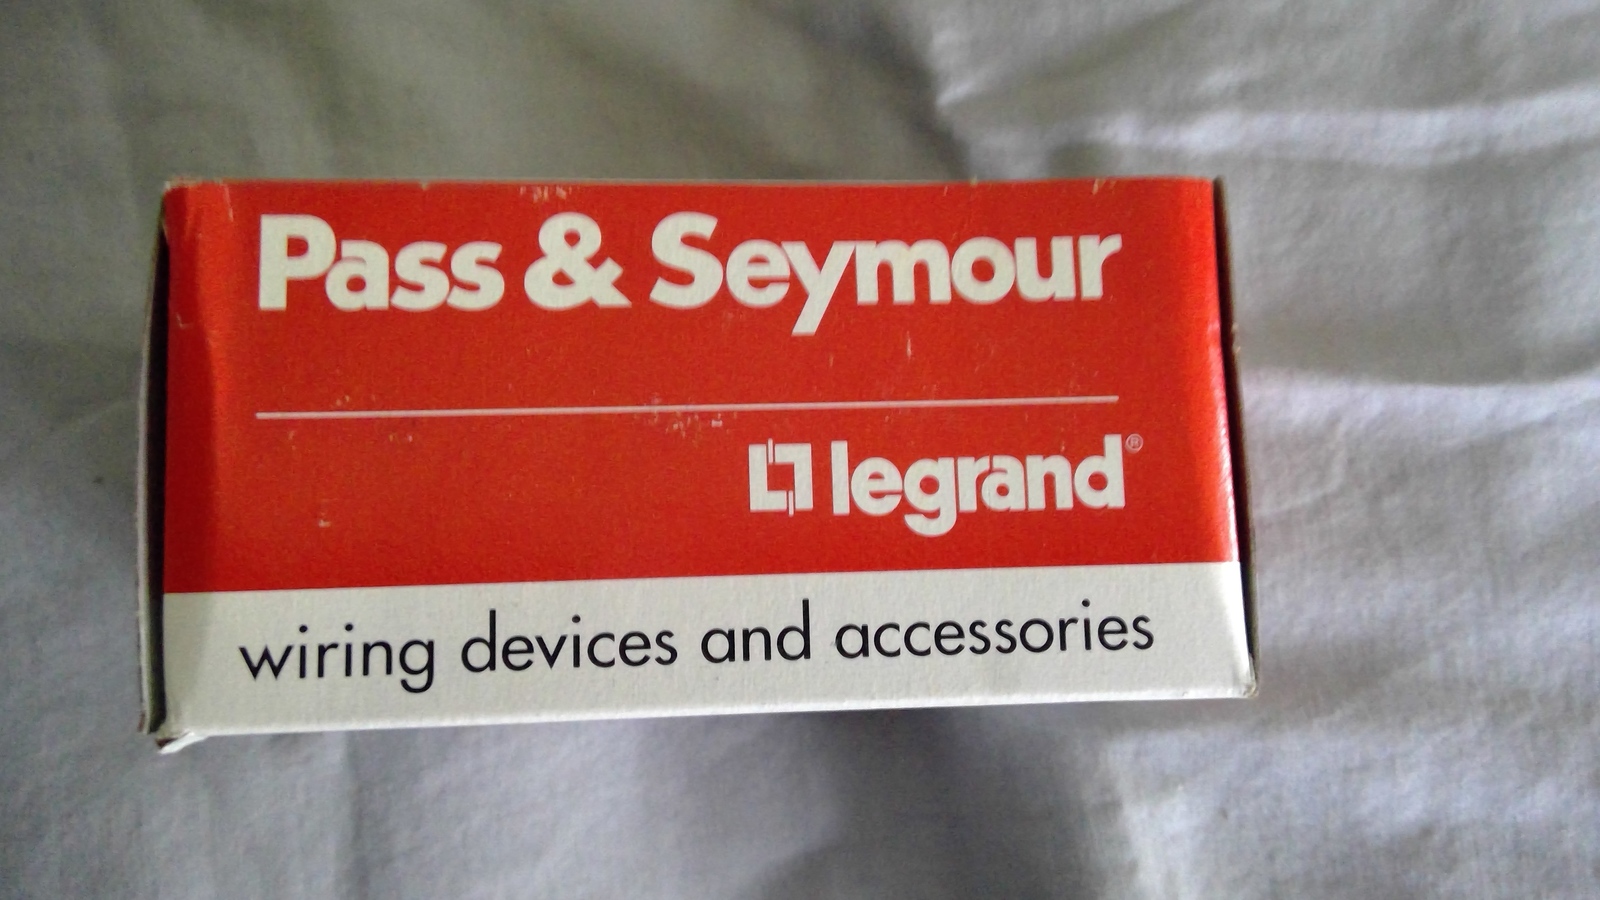 Pass & Seymour
legrand®
wiring devices and accessories